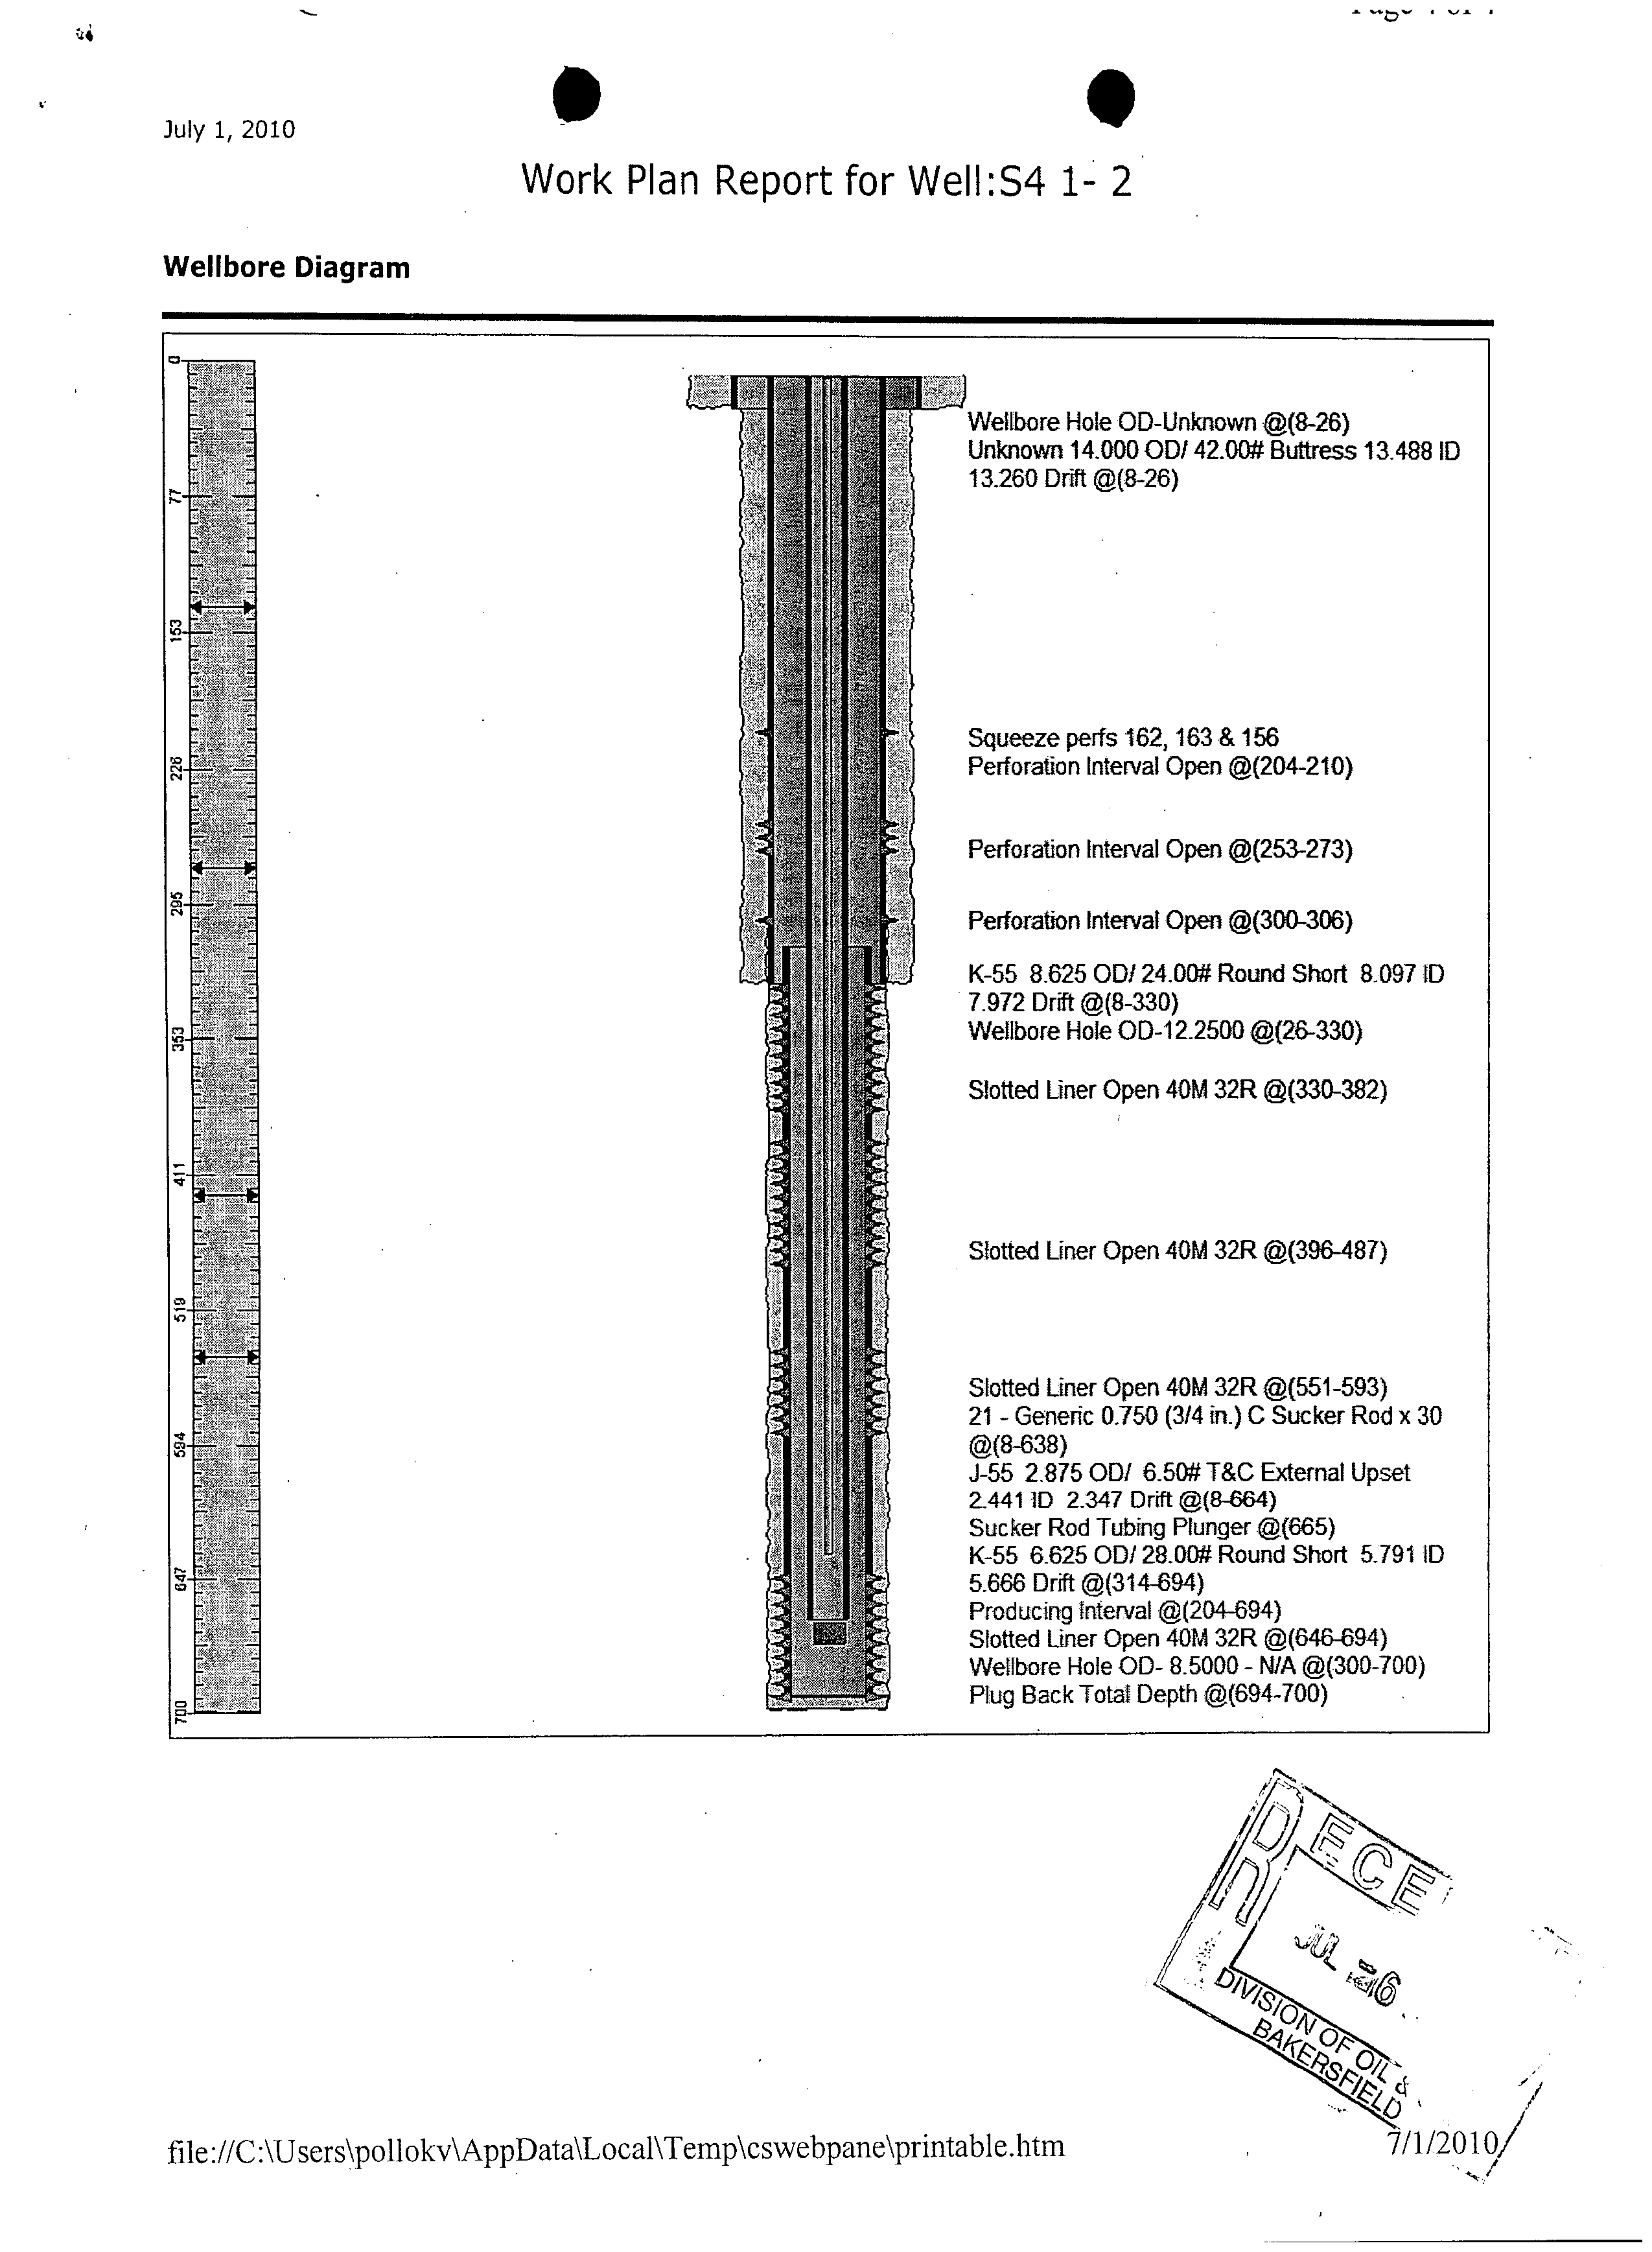 July 1, 2010
Work Plan Report for Well:S4 1- 2
Wellbore Diagram
0
77
153
226
295
353
411
519
594
647
700
Wellbore Hole OD-Unknown @(8-26)
Unknown 14.000 OD/ 42.00# Buttress 13.488 ID
13.260 Drift @(8-26)
Squeeze perfs 162, 163 & 156
Perforation Interval Open @(204-210)
Perforation Interval Open @(253-273)
Perforation Interval Open @(300-306)
K-55 8.625 OD/ 24.00# Round Short 8.097 ID
7.972 Drift @(8-330)
Wellbore Hole OD-12.2500 @(26-330)
Slotted Liner Open 40M 32R @(330-382)
Slotted Liner Open 40M 32R @(396-487)
Slotted Liner Open 40M 32R @(551-593)
21 - Generic 0.750 (3/4 in.) C Sucker Rod x 30
@(8-638)
J-55 2.875 OD/ 6.50# T&C External Upset
2.441 ID 2.347 Drift @(8-664)
Sucker Rod Tubing Plunger @(665)
K-55 6.625 OD/ 28.00# Round Short 5.791 ID
5.666 Drift @(314-694)
Producing Interval @(204-694)
Slotted Liner Open 40M 32R @(646-694)
Wellbore Hole OD- 8.5000 - N/A @(300-700)
Plug Back Total Depth @(694-700)
RECE
JUL 26
DIVISION OF OIL &
BAKERSFIELD
file://C:\Users\pollokv\AppData\Local\Temp\cswebpane\printable.htm
7/1/2010